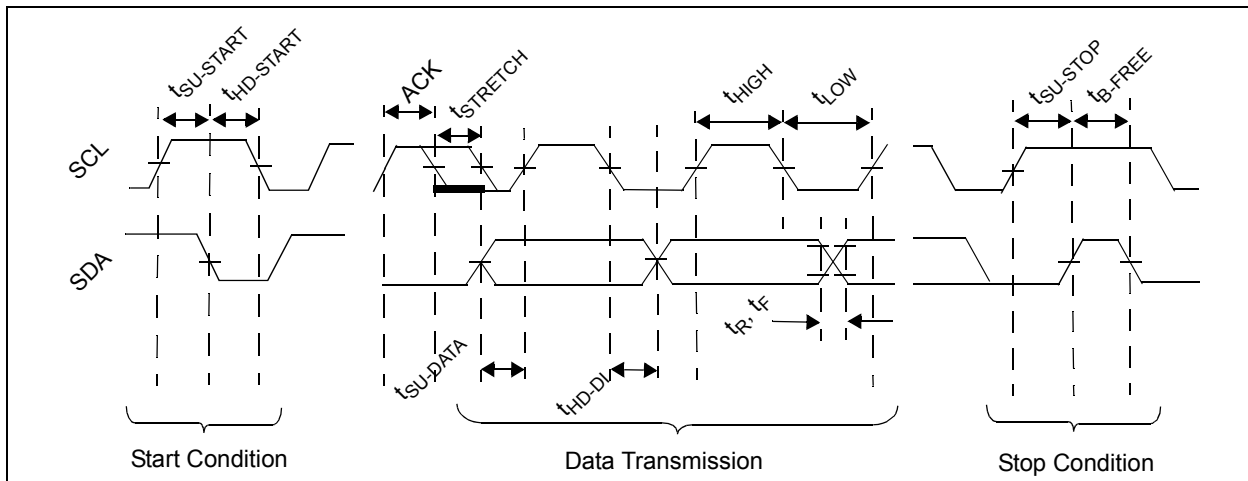 tSU-START
tHD-START
ACK
tSTRETCH
tHIGH
tLOW
tSU-STOP
tB-FREE
SCL
SDA
tR, tF
tSU-DATA
tHD-DI
Start Condition
Data Transmission
Stop Condition